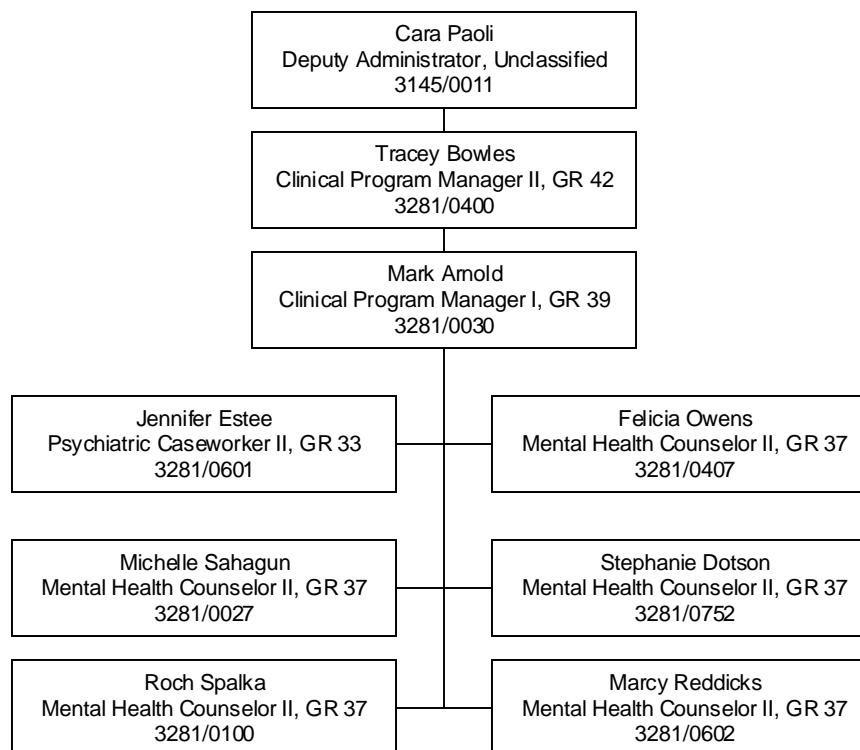 Cara Paoli
Deputy Administrator, Unclassified
3145/0011
Tracey Bowles
Clinical Program Manager II, GR 42
3281/0400
Mark Arnold
Clinical Program Manager I, GR 39
3281/0030
Jennifer Estee
Psychiatric Caseworker II, GR 33
3281/0601
Felicia Owens
Mental Health Counselor II, GR 37
3281/0407
Michelle Sahagun
Mental Health Counselor II, GR 37
3281/0027
Stephanie Dotson
Mental Health Counselor II, GR 37
3281/0752
Roch Spalka
Mental Health Counselor II, GR 37
3281/0100
Marcy Reddicks
Mental Health Counselor II, GR 37
3281/0602